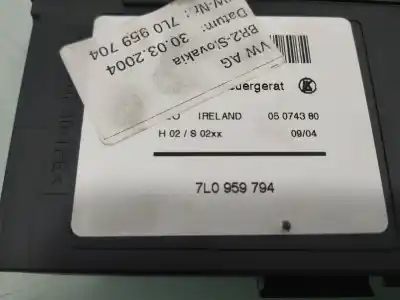 VW AG
BR2-Slovakia
Datum: 30.03.2004
VW-Nr.: 7L0 959 704
uergerät
IRELAND 05 0743 80
H 02 / S 02xx 09/04
7L0 959 794